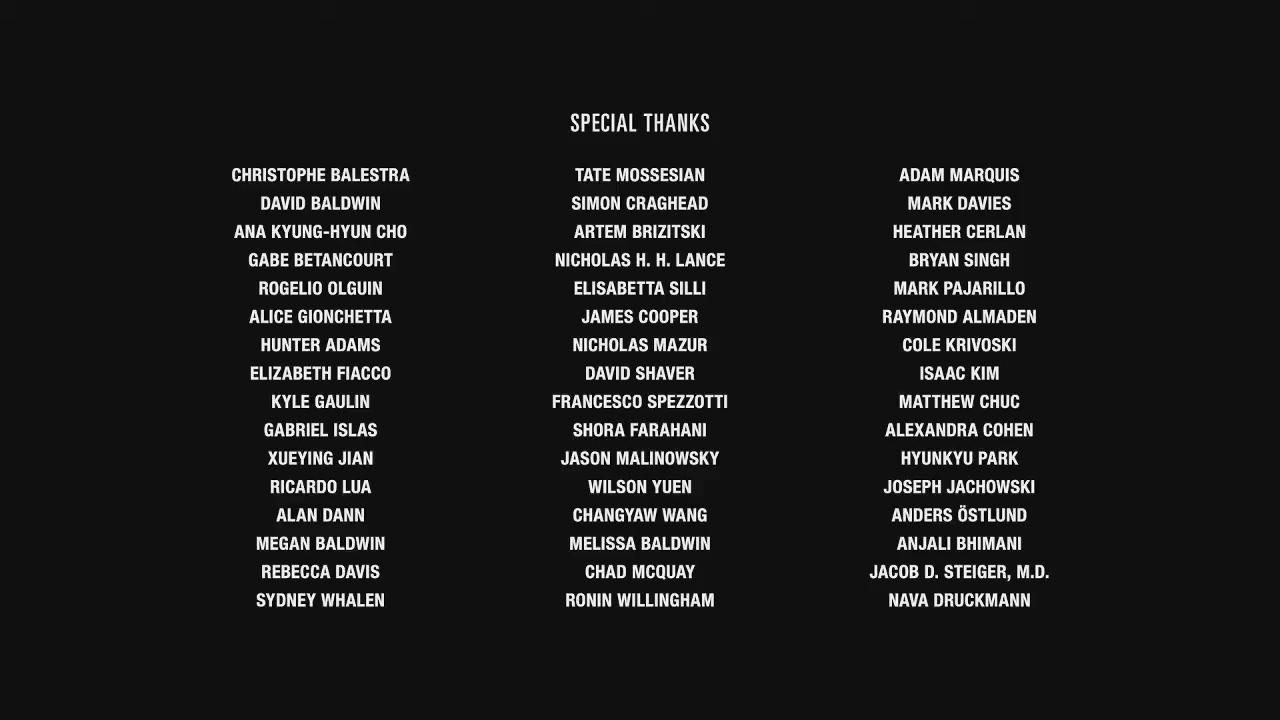 SPECIAL THANKS
CHRISTOPHE BALESTRA
DAVID BALDWIN
ANA KYUNG-HYUN CHO
GABE BETANCOURT
ROGELIO OLGUIN
ALICE GIONCHETTA
HUNTER ADAMS
ELIZABETH FIACCO
KYLE GAULIN
GABRIEL ISLAS
XUEYING JIAN
RICARDO LUA
ALAN DANN
MEGAN BALDWIN
REBECCA DAVIS
SYDNEY WHALEN
TATE MOSSESIAN
SIMON CRAGHEAD
ARTEM BRIZITSKI
NICHOLAS H. H. LANCE
ELISABETTA SILLI
JAMES COOPER
NICHOLAS MAZUR
DAVID SHAVER
FRANCESCO SPEZZOTTI
SHORA FARAHANI
JASON MALINOWSKY
WILSON YUEN
CHANGYAW WANG
MELISSA BALDWIN
CHAD MCQUAY
RONIN WILLINGHAM
ADAM MARQUIS
MARK DAVIES
HEATHER CERLAN
BRYAN SINGH
MARK PAJARILLO
RAYMOND ALMADEN
COLE KRIVOSKI
ISAAC KIM
MATTHEW CHUC
ALEXANDRA COHEN
HYUNKYU PARK
JOSEPH JACHOWSKI
ANDERS ÖSTLUND
ANJALI BHIMANI
JACOB D. STEIGER, M.D.
NAVA DRUCKMANN